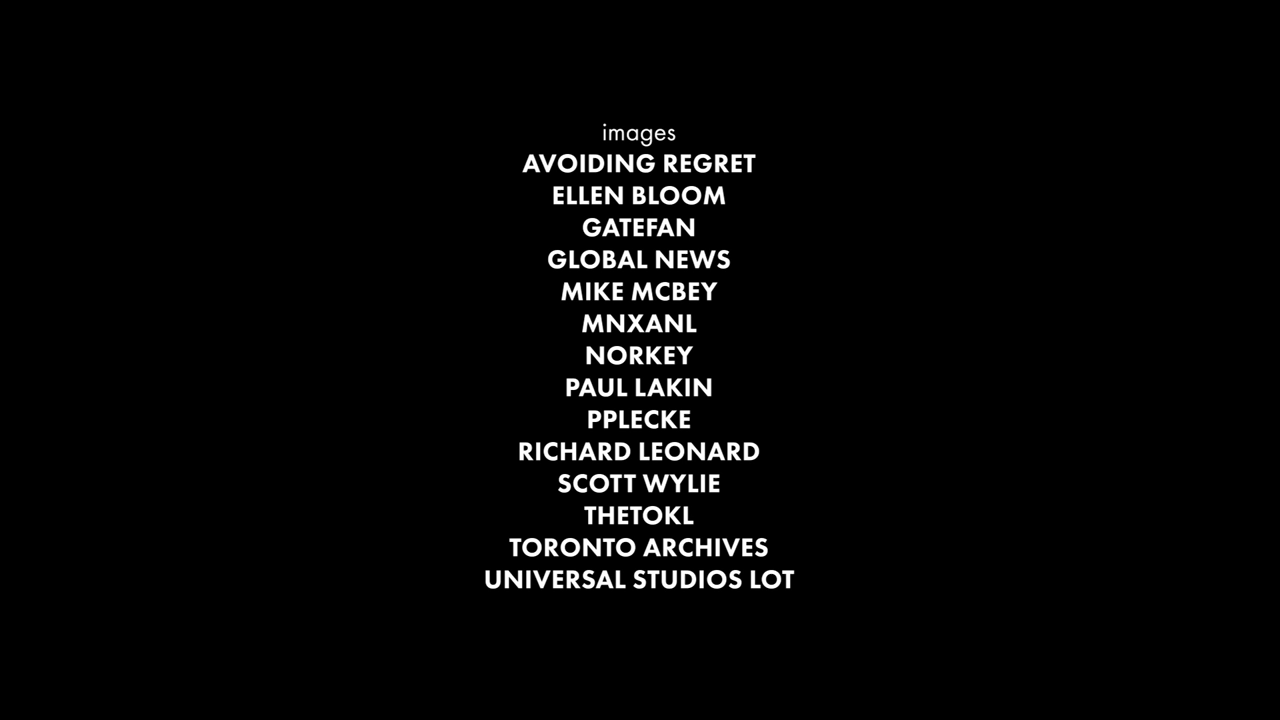 images
AVOIDING REGRET
ELLEN BLOOM
GATEFAN
GLOBAL NEWS
MIKE MCBEY
MNXANL
NORKEY
PAUL LAKIN
PPLECKE
RICHARD LEONARD
SCOTT WYLIE
THETOKL
TORONTO ARCHIVES
UNIVERSAL STUDIOS LOT